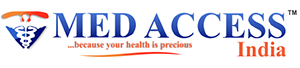 MED ACCESS™
...because your health is precious
India